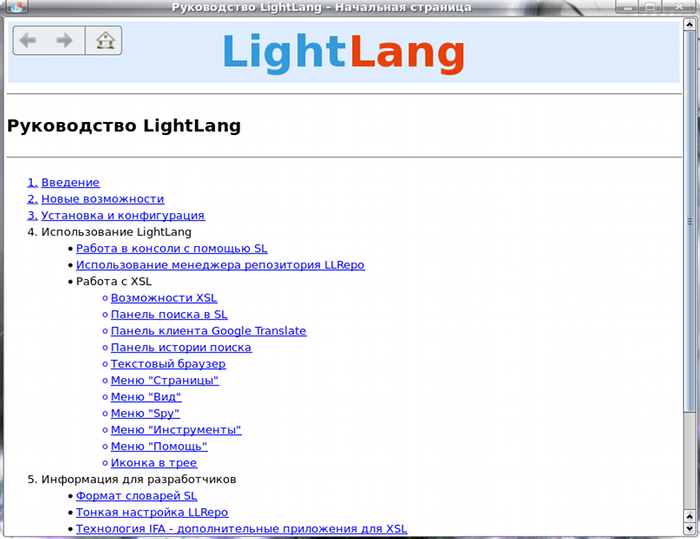 Руководство LightLang - Начальная страница
LightLang
Руководство LightLang
1. Введение
2. Новые возможности
3. Установка и конфигурация
4. Использование LightLang
• Работа в консоли с помощью SL
• Использование менеджера репозитория LLRepo
• Работа с XSL
◦ Возможности XSL
◦ Панель поиска в SL
◦ Панель клиента Google Translate
◦ Панель истории поиска
◦ Текстовый браузер
◦ Меню "Страницы"
◦ Меню "Вид"
◦ Меню "Spy"
◦ Меню "Инструменты"
◦ Меню "Помощь"
◦ Иконка в трее
5. Информация для разработчиков
• Формат словарей SL
• Тонкая настройка LLRepo
• Технология IFA - дополнительные приложения для XSL